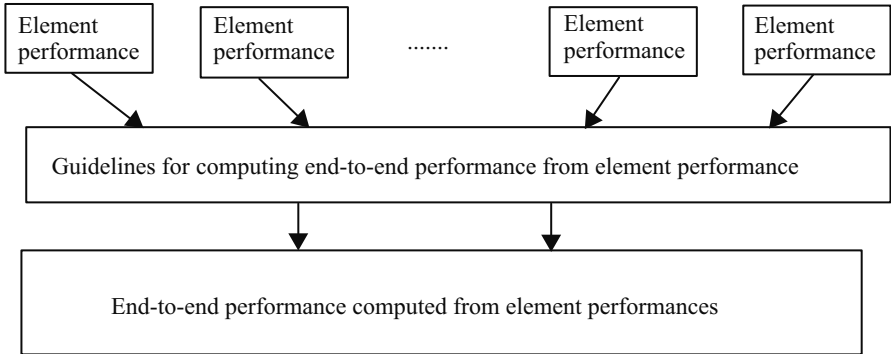 Element
performance
Element
performance
.......
Element
performance
Element
performance
Guidelines for computing end-to-end performance from element performance
End-to-end performance computed from element performances